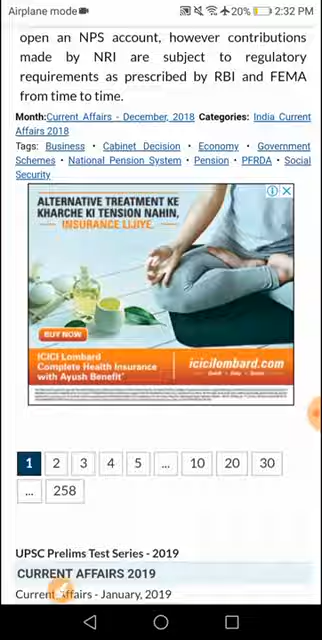 Airplane mode 20% 2:32 PM
open an NPS account, however contributions
made by NRI are subject to regulatory
requirements as prescribed by RBI and FEMA
from time to time.
Month: Current Affairs - December, 2018 Categories: India Current
Affairs 2018
Tags: Business • Cabinet Decision • Economy • Government
Schemes • National Pension System • Pension • PFRDA • Social
Security
ALTERNATIVE TREATMENT KE
KHARCHE KI TENSION NAHIN,
INSURANCE LIJIYE.
BUY NOW
ICICI Lombard
Complete Health Insurance
with Ayush Benefit*
icicilombard.com
1 2 3 4 5 ... 10 20 30
... 258
UPSC Prelims Test Series - 2019
CURRENT AFFAIRS 2019
Current Affairs - January, 2019